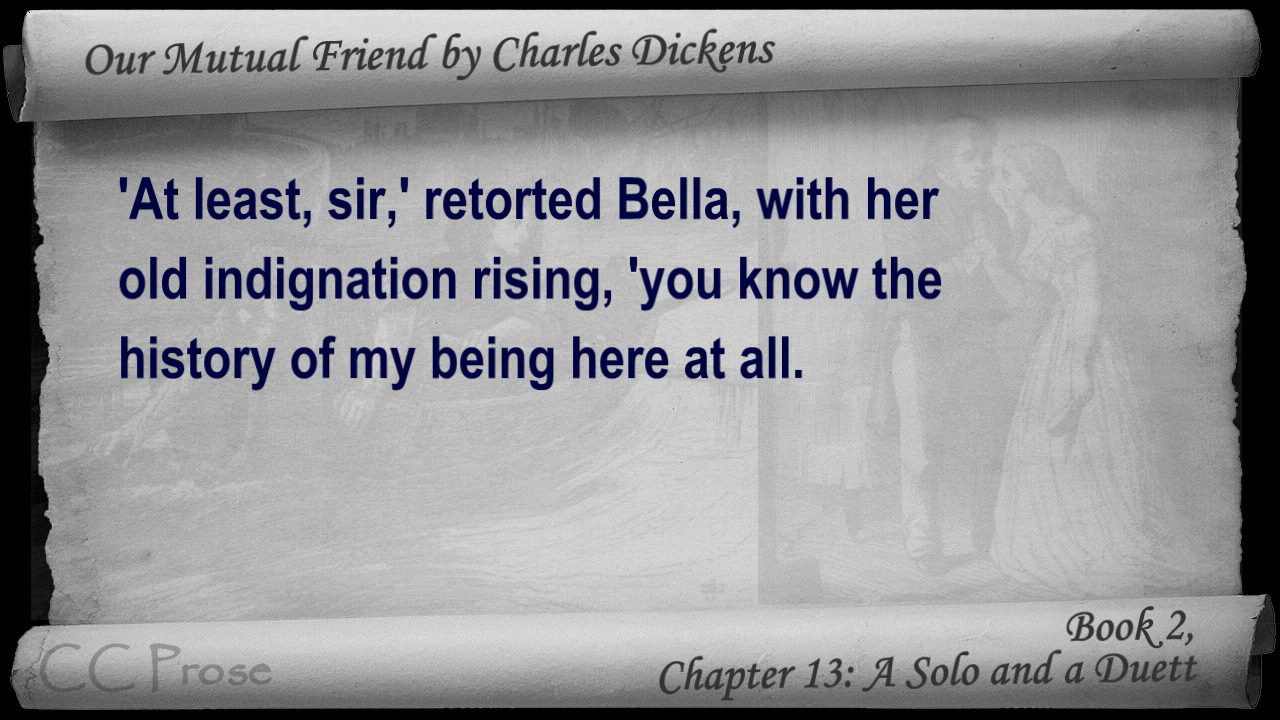 Our Mutual Friend by Charles Dickens
'At least, sir,' retorted Bella, with her
old indignation rising, 'you know the
history of my being here at all.
Book 2,
Chapter 13: A Solo and a Duett
CC Prose